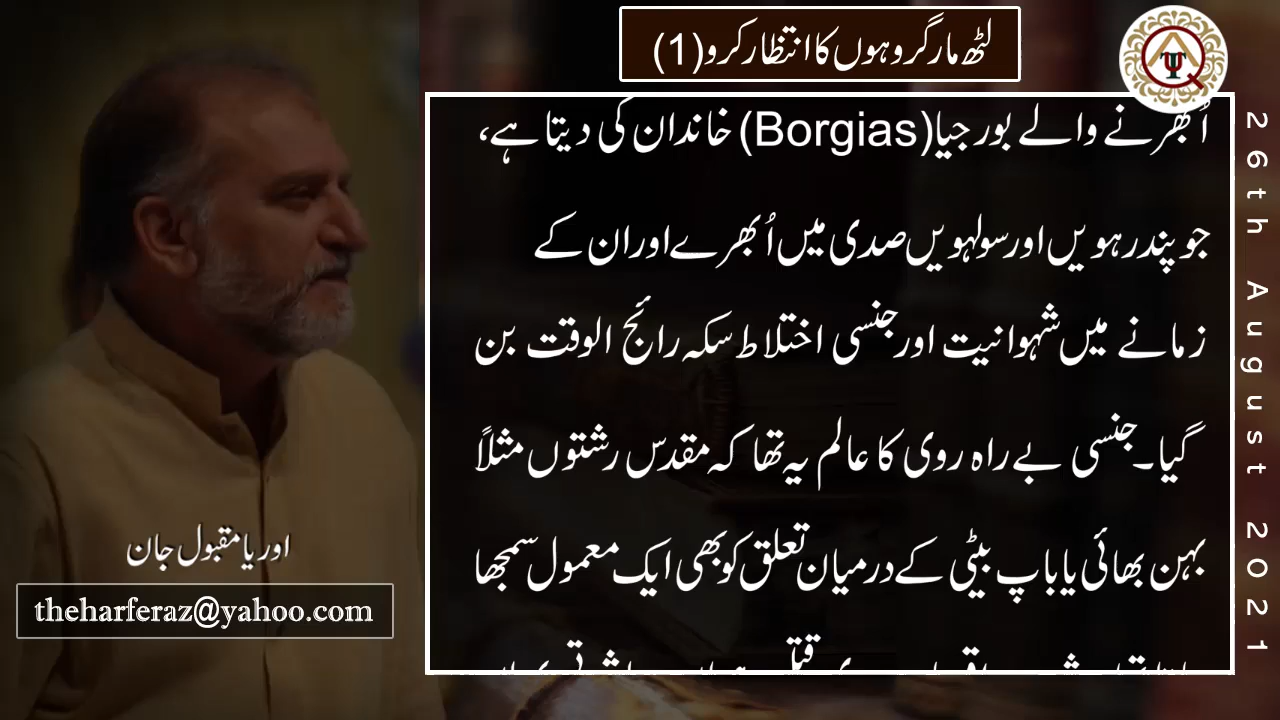 لٹھ مار گروہوں کا انتظار کرو (1)
اُبھرنے والے بورجیا (Borgias) خاندان کی دیتا ہے،
جو پندرہویں اور سولہویں صدی میں اُبھرے اور ان کے
زمانے میں شہوانیت اور جنسی اختلاط سکہ رائج الوقت بن
گیا۔ جنسی بے راہ روی کا عالم یہ تھا کہ مقدس رشتوں مثلاً
بہن بھائی یا باپ بیٹی کے درمیان تعلق کو بھی ایک معمول سمجھا
اوریا مقبول جان
theharferaz@yahoo.com
26th August 2021